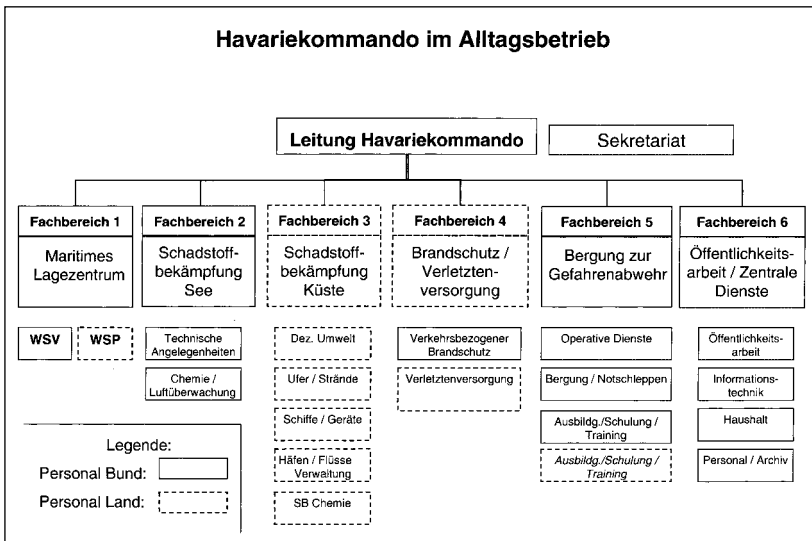 Havariekommando im Alltagsbetrieb
Leitung Havariekommando
Sekretariat
Fachbereich 1
Maritimes
Lagezentrum
WSV
WSP
Fachbereich 2
Schadstoff-
bekämpfung
See
Technische
Angelegenheiten
Chemie /
Luftüberwachung
Fachbereich 3
Schadstoff-
bekämpfung
Küste
Dez. Umwelt
Ufer / Strände
Schiffe / Geräte
Häfen / Flüsse
Verwaltung
SB Chemie
Fachbereich 4
Brandschutz /
Verletzten-
versorgung
Verkehrsbezogener
Brandschutz
Verletztenversorgung
Fachbereich 5
Bergung zur
Gefahrenabwehr
Operative Dienste
Bergung / Notschleppen
Ausbildg./Schulung /
Training
Ausbildg./Schulung /
Training
Fachbereich 6
Öffentlichkeits-
arbeit / Zentrale
Dienste
Öffentlichkeits-
arbeit
Informations-
technik
Haushalt
Personal / Archiv
Legende:
Personal Bund:
Personal Land: